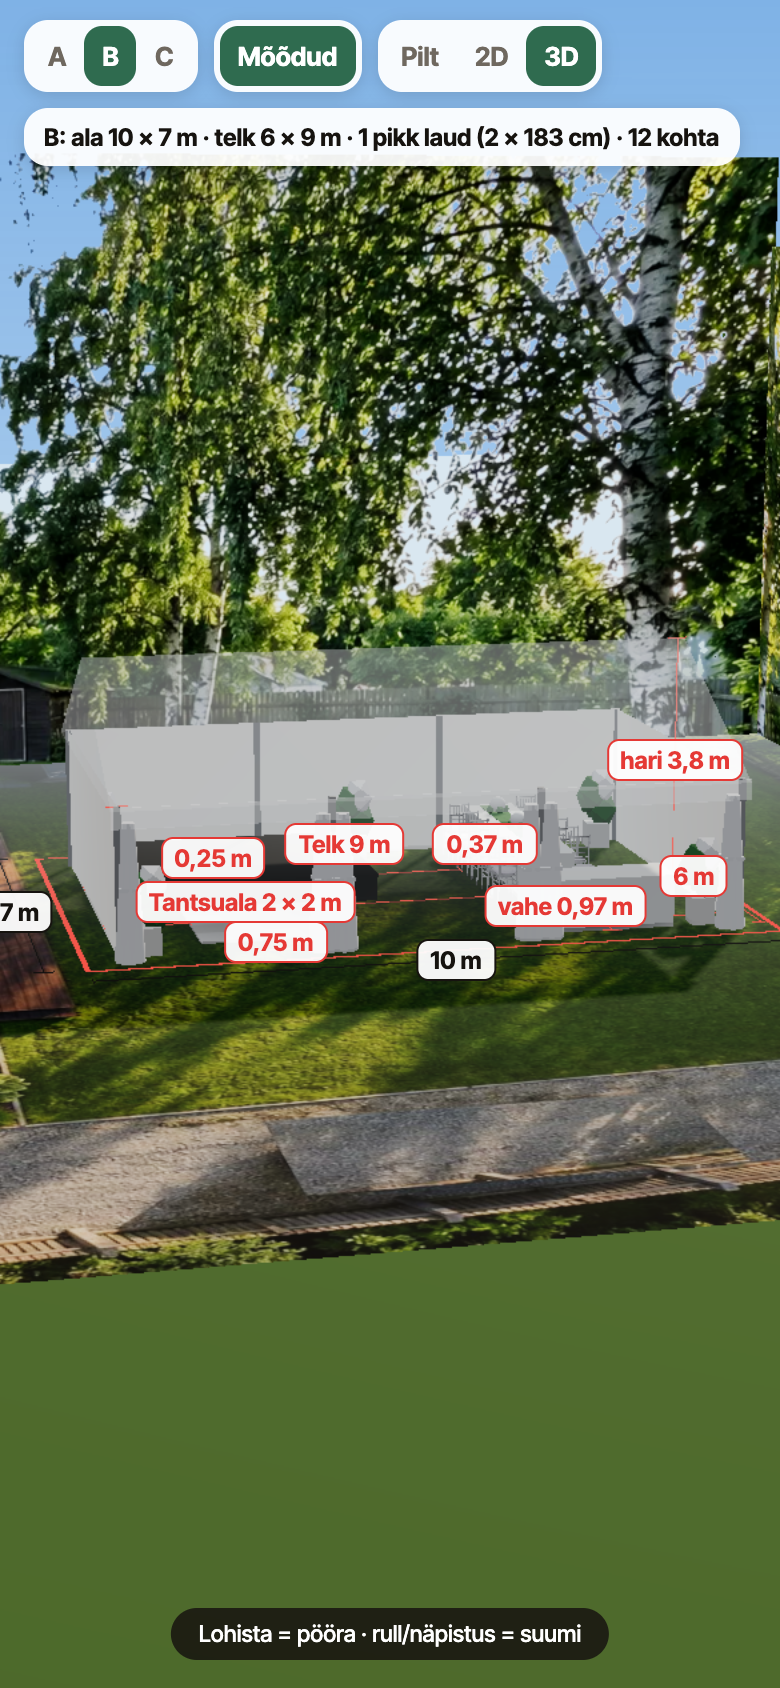 A B C Mõõdud Pilt 2D 3D
B: ala 10 × 7 m · telk 6 × 9 m · 1 pikk laud (2 × 183 cm) · 12 kohta
hari 3,8 m
0,25 m Telk 9 m 0,37 m
6 m
7 m Tantsuala 2 × 2 m vahe 0,97 m
0,75 m
10 m
Lohista = pööra · rull/näpistus = suumi